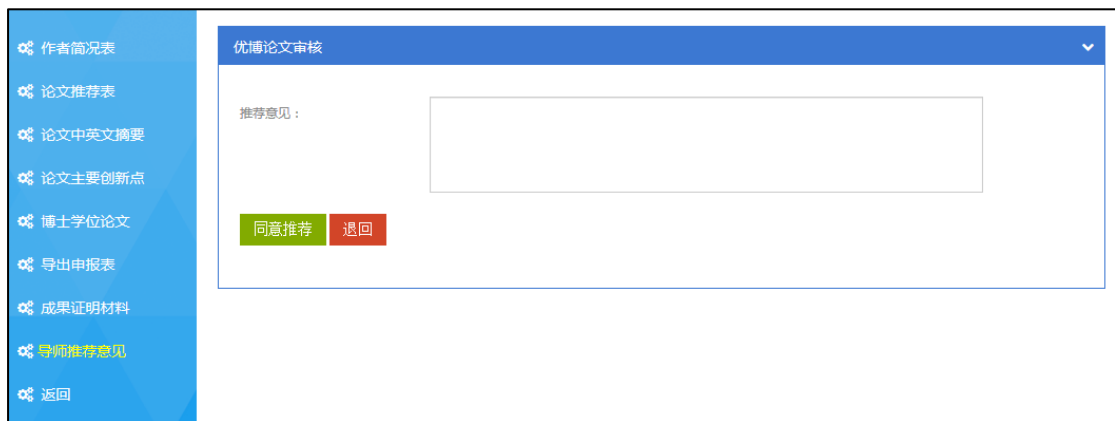 作者简况表
论文推荐表
论文中英文摘要
论文主要创新点
博士学位论文
导出申报表
成果证明材料
导师推荐意见
返回
优博论文审核
推荐意见：
同意推荐 退回